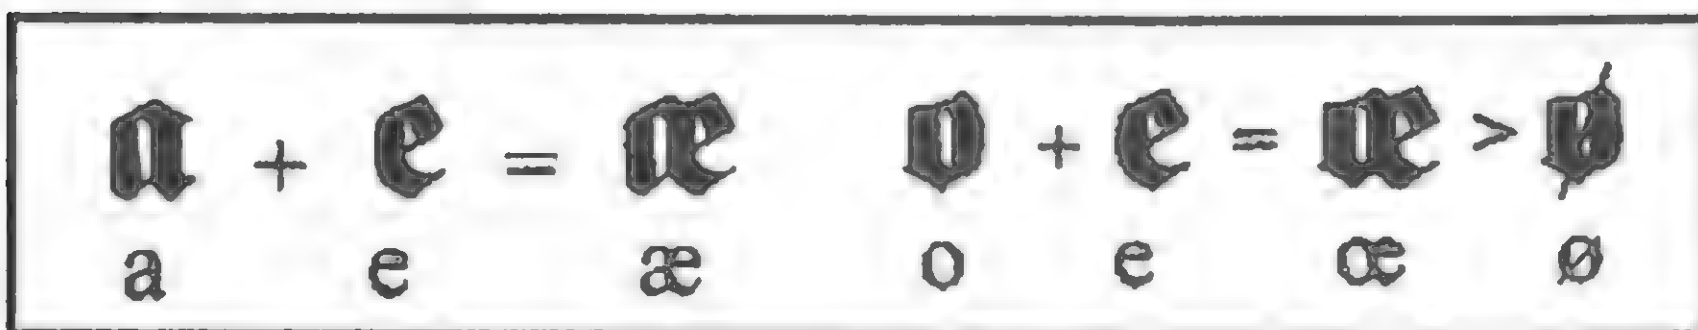 a + e = æ o + e = œ > ø
a e æ o e œ ø